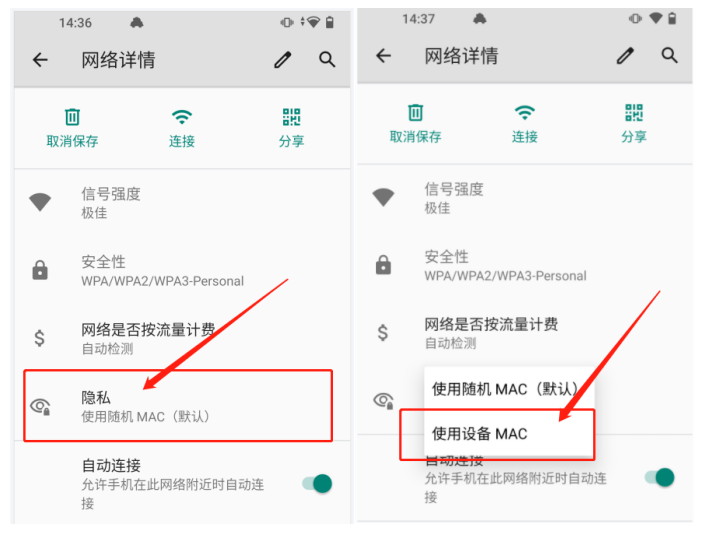 14:36
网络详情
取消保存
连接
分享
信号强度
极佳
安全性
WPA/WPA2/WPA3-Personal
网络是否按流量计费
自动检测
隐私
使用随机 MAC（默认）
自动连接
允许手机在此网络附近时自动连
接
14:37
网络详情
取消保存
连接
分享
信号强度
极佳
安全性
WPA/WPA2/WPA3-Personal
网络是否按流量计费
自动检测
使用随机 MAC（默认）
使用设备 MAC
自动连接
允许手机在此网络附近时自动连
接